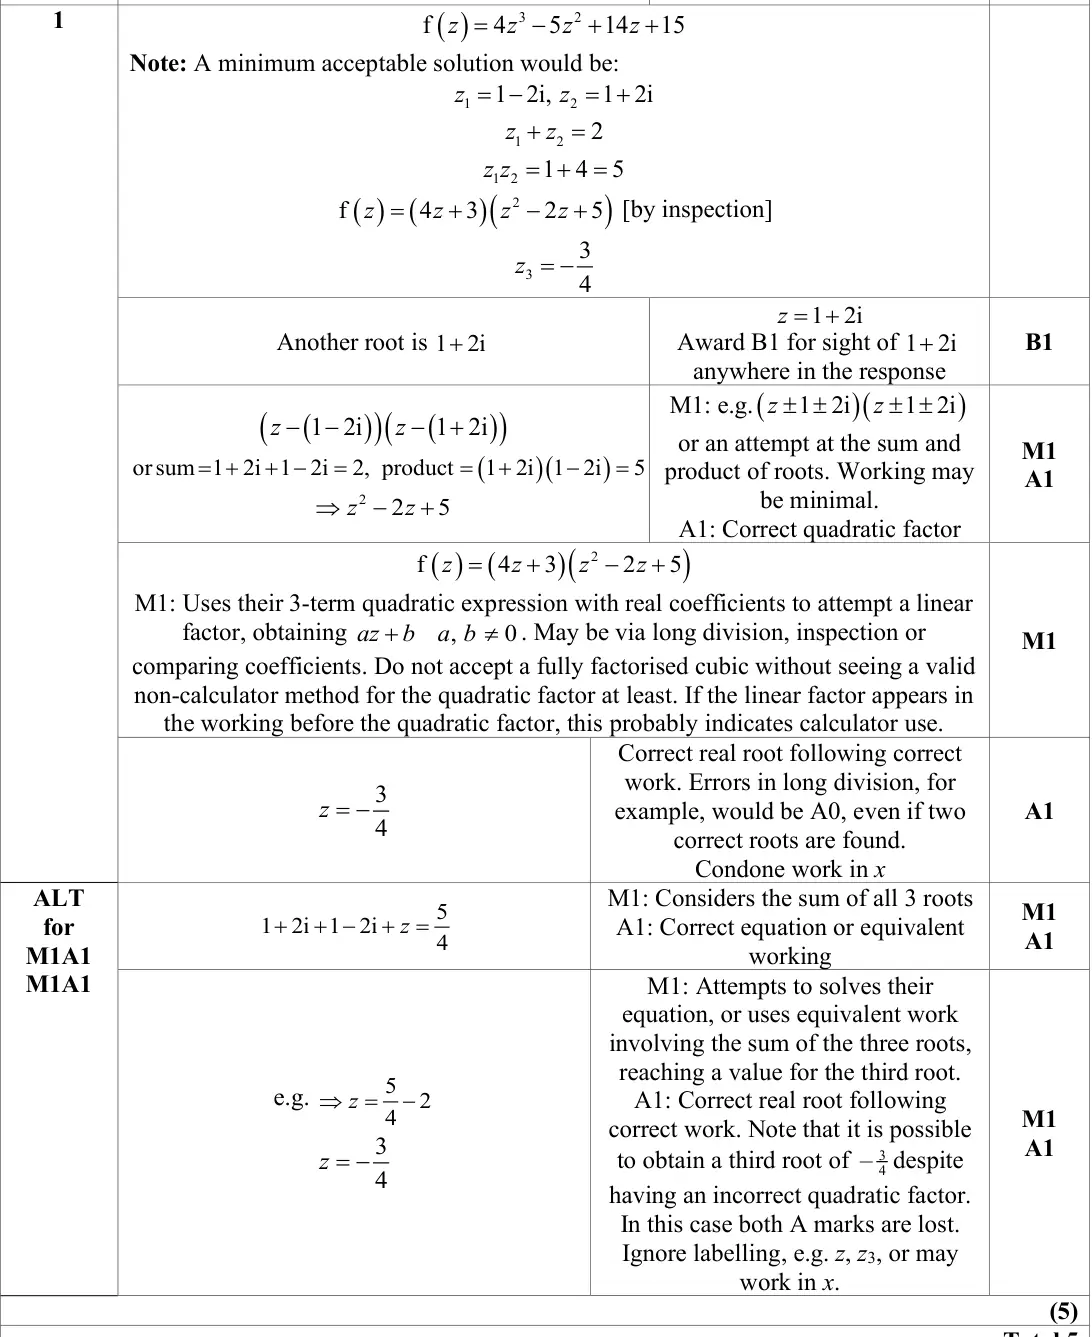 1
f(z) = 4z³ − 5z² + 14z + 15
Note: A minimum acceptable solution would be:
z₁ = 1 − 2i, z₂ = 1 + 2i
z₁ + z₂ = 2
z₁z₂ = 1 + 4 = 5
f(z) = (4z + 3)(z² − 2z + 5) [by inspection]
z₃ = −3/4
Another root is 1 + 2i
z = 1 + 2i
Award B1 for sight of 1 + 2i
anywhere in the response
B1
(z − (1 − 2i))(z − (1 + 2i))
or sum = 1 + 2i + 1 − 2i = 2, product = (1 + 2i)(1 − 2i) = 5
⇒ z² − 2z + 5
M1: e.g. (z ± 1 ± 2i)(z ± 1 ± 2i)
or an attempt at the sum and
product of roots. Working may
be minimal.
A1: Correct quadratic factor
M1
A1
f(z) = (4z + 3)(z² − 2z + 5)
M1: Uses their 3-term quadratic expression with real coefficients to attempt a linear
factor, obtaining az + b a, b ≠ 0. May be via long division, inspection or
comparing coefficients. Do not accept a fully factorised cubic without seeing a valid
non-calculator method for the quadratic factor at least. If the linear factor appears in
the working before the quadratic factor, this probably indicates calculator use.
M1
z = −3/4
Correct real root following correct
work. Errors in long division, for
example, would be A0, even if two
correct roots are found.
Condone work in x
A1
ALT
for
M1A1
M1A1
1 + 2i + 1 − 2i + z = 5/4
M1: Considers the sum of all 3 roots
A1: Correct equation or equivalent
working
M1
A1
e.g. ⇒ z = 5/4 − 2
z = −3/4
M1: Attempts to solves their
equation, or uses equivalent work
involving the sum of the three roots,
reaching a value for the third root.
A1: Correct real root following
correct work. Note that it is possible
to obtain a third root of −3/4 despite
having an incorrect quadratic factor.
In this case both A marks are lost.
Ignore labelling, e.g. z, z₃, or may
work in x.
M1
A1
(5)
Total 5